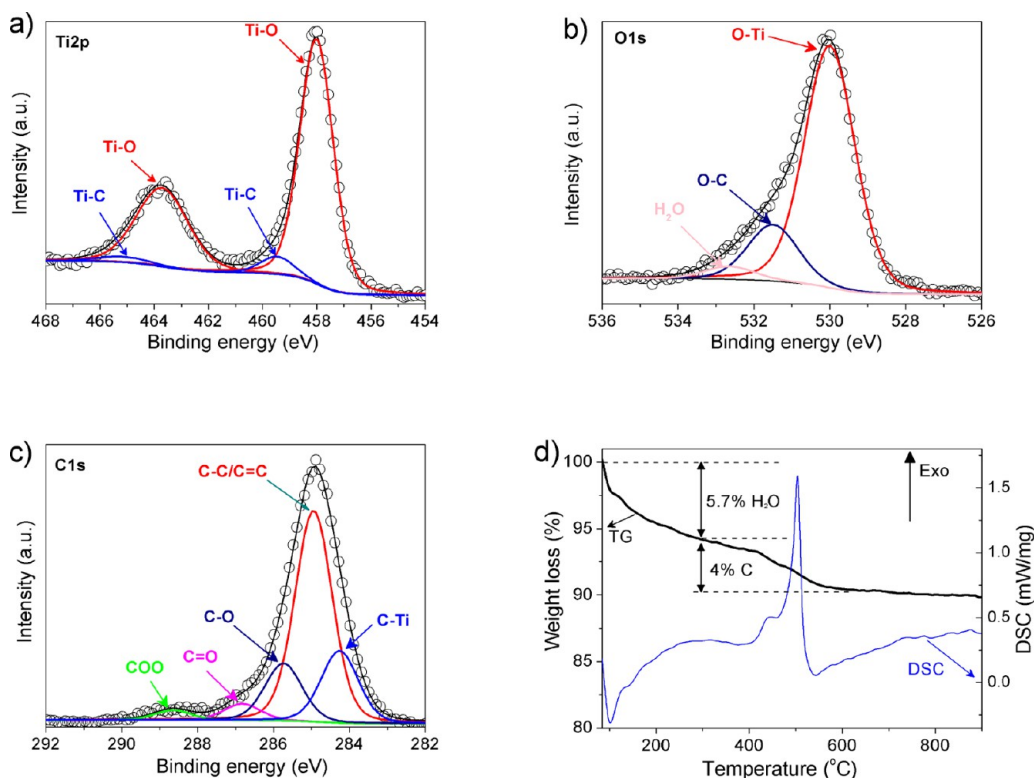 a)
Ti2p
Ti-O
Ti-O
Ti-C
Ti-C
Intensity (a.u.)
468 466 464 462 460 458 456 454
Binding energy (eV)
b)
O1s
O-Ti
O-C
H₂O
Intensity (a.u.)
536 534 532 530 528 526
Binding energy (eV)
c)
C1s
C-C/C=C
C-O
C-Ti
C=O
COO
Intensity (a.u.)
292 290 288 286 284 282
Binding energy (eV)
d)
Exo
5.7% H₂O
TG
4% C
DSC
Weight loss (%)
100
95
90
85
80
DSC (mW/mg)
1.5
1.0
0.5
0.0
200 400 600 800
Temperature (°C)